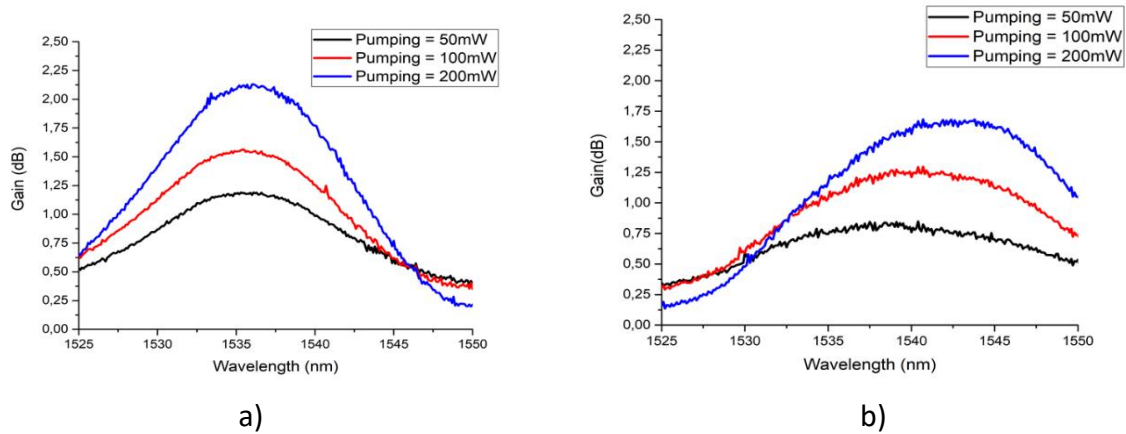 Pumping = 50mW
Pumping = 100mW
Pumping = 200mW
2,50
2,25
2,00
1,75
1,50
1,25
1,00
0,75
0,50
0,25
0,00
Gain (dB)
1525 1530 1535 1540 1545 1550
Wavelength (nm)
a)
Pumping = 50mW
Pumping = 100mW
Pumping = 200mW
2,50
2,25
2,00
1,75
1,50
1,25
1,00
0,75
0,50
0,25
0,00
Gain(dB)
1525 1530 1535 1540 1545 1550
Wavelength (nm)
b)